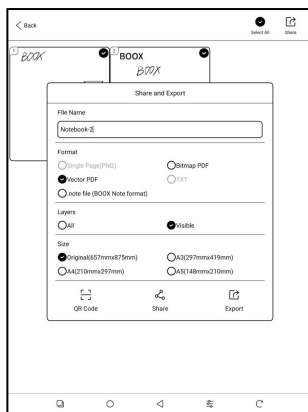 Back
Select All Share
1 BOOX
2 BOOX
BOOX
Share and Export
File Name
Notebook-2
Format
Single Page(PNG) Bitmap PDF
Vector PDF TXT
.note file (BOOX Note format)
Layers
All Visible
Size
Original(657mmx875mm) A3(297mmx419mm)
A4(210mmx297mm) A5(148mmx210mm)
QR Code Share Export